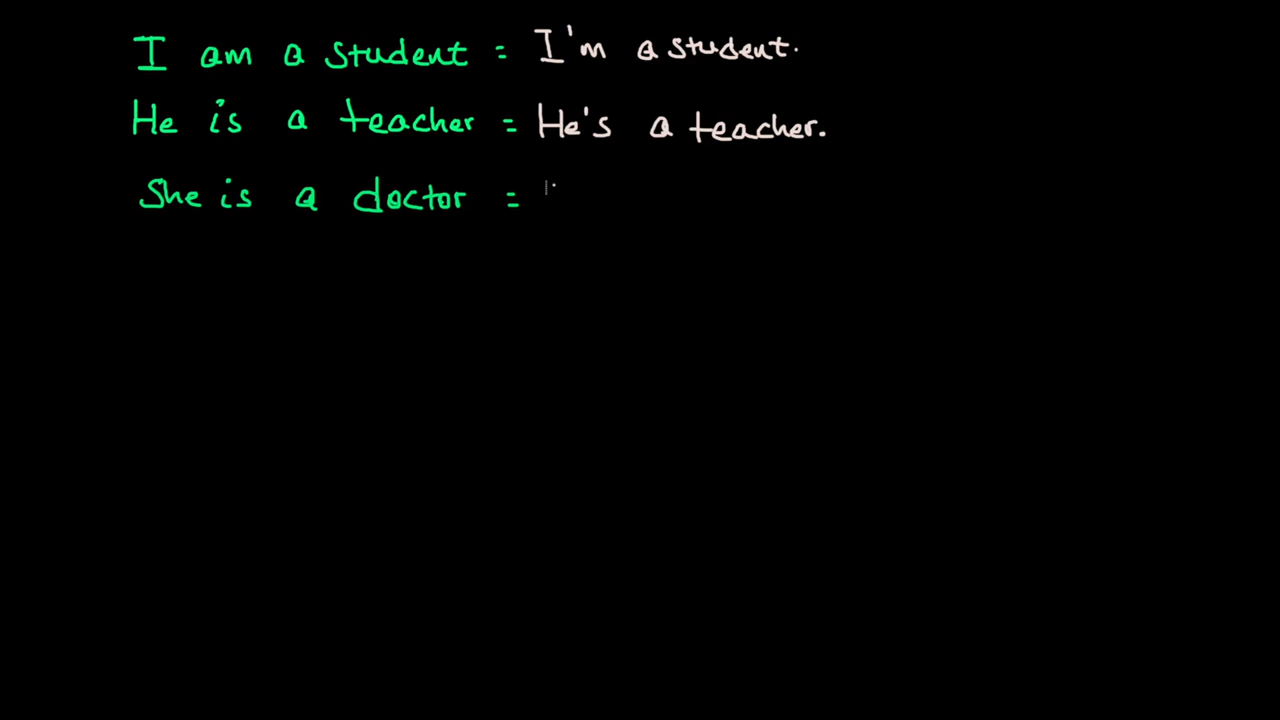 I am a student = I'm a student.
He is a teacher = He's a teacher.
She is a doctor =